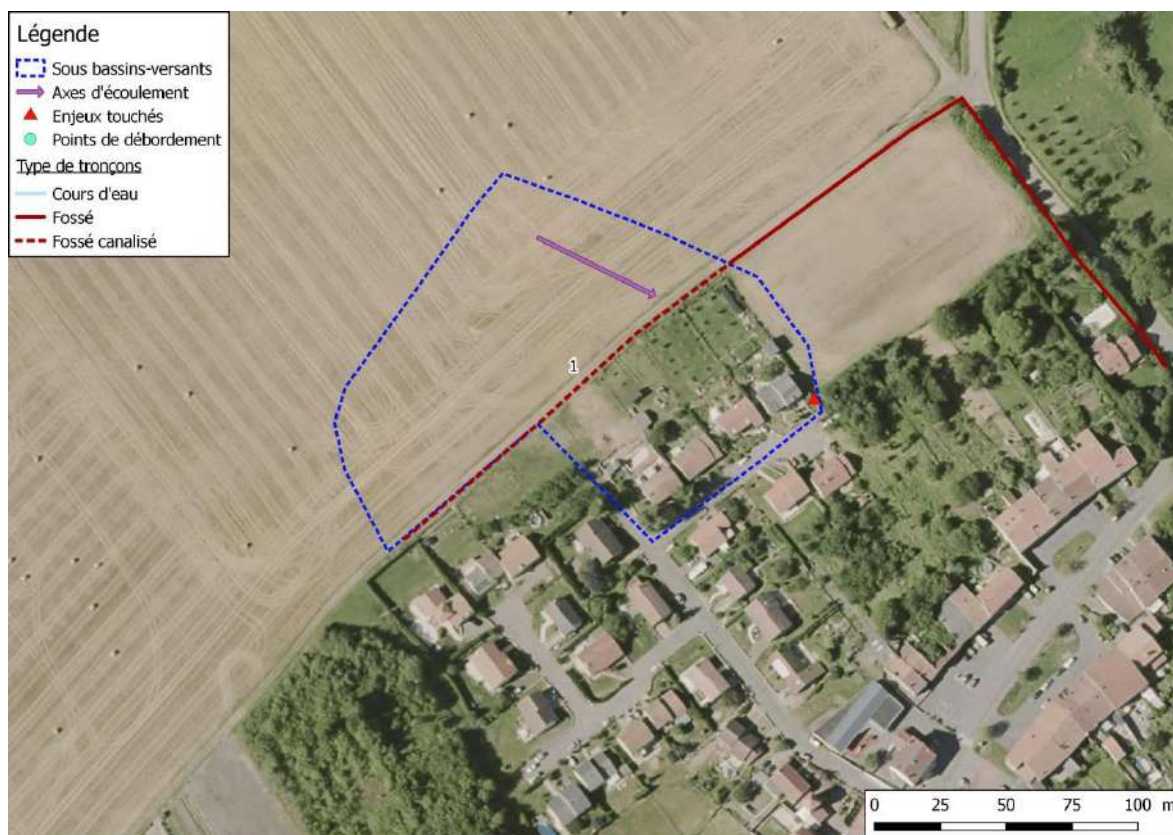 Légende
Sous bassins-versants
Axes d'écoulement
Enjeux touchés
Points de débordement
Type de tronçons
Cours d'eau
Fossé
Fossé canalisé
1
0 25 50 75 100 m